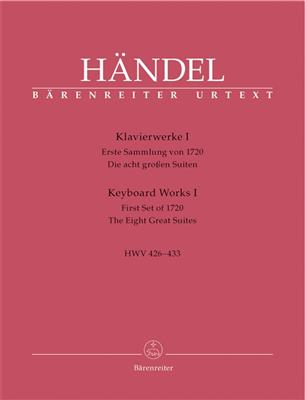 HÄNDEL
BÄRENREITER URTEXT
Klavierwerke I
Erste Sammlung von 1720
Die acht großen Suiten
Keyboard Works I
First Set of 1720
The Eight Great Suites
HWV 426–433
Bärenreiter